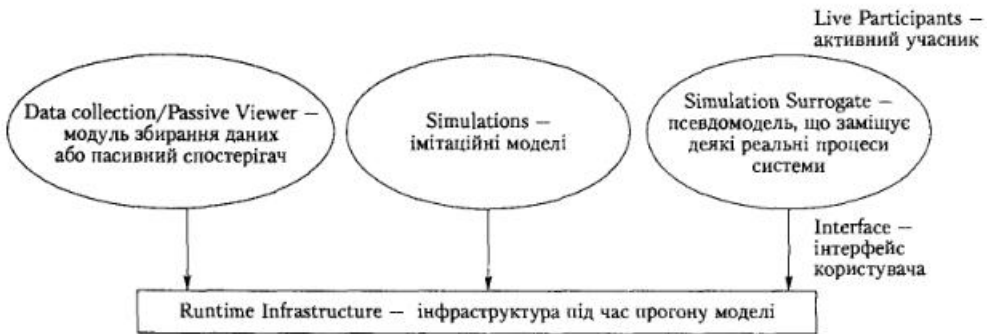 Live Participants –
активний учасник
Data collection/Passive Viewer –
модуль збирання даних
або пасивний спостерігач
Simulations –
імітаційні моделі
Simulation Surrogate –
псевдомодель, що заміщує
деякі реальні процеси
системи
Interface –
інтерфейс
користувача
Runtime Infrastructure – інфраструктура під час прогону моделі